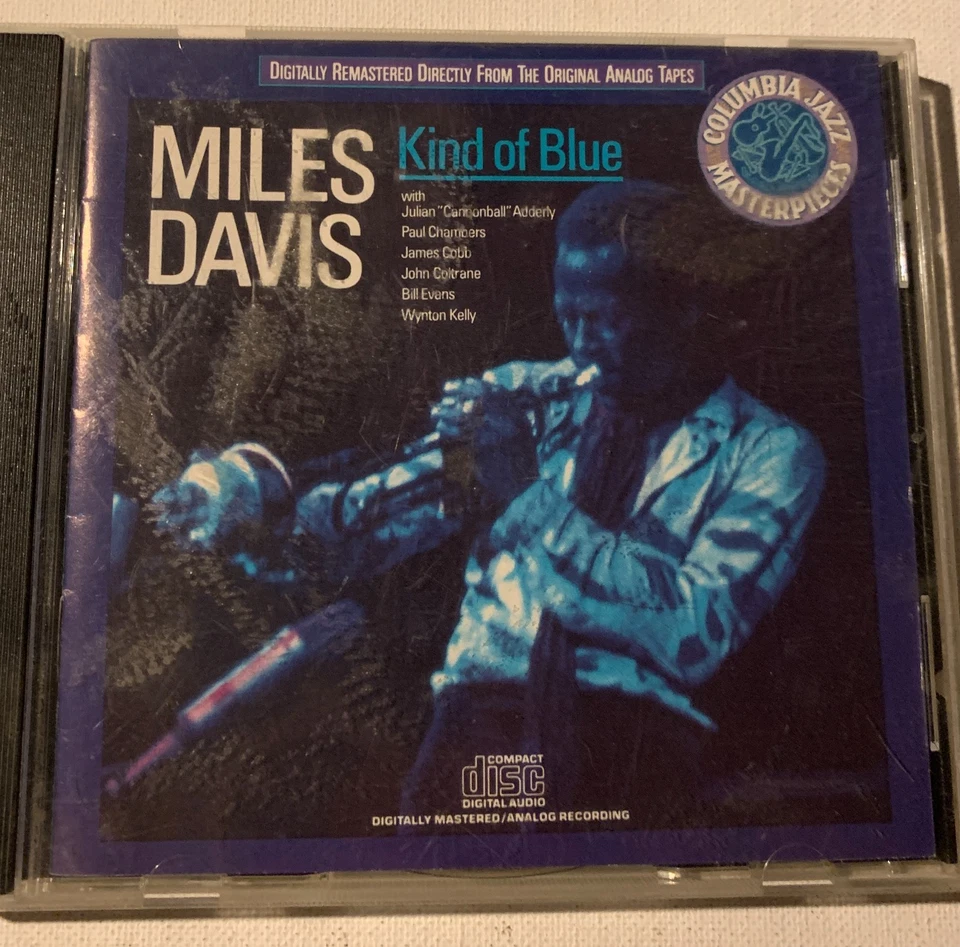 DIGITALLY REMASTERED DIRECTLY FROM THE ORIGINAL ANALOG TAPES
COLUMBIA JAZZ
MASTERPIECES
MILES
DAVIS
Kind of Blue
with
Julian "Cannonball" Adderly
Paul Chambers
James Cobb
John Coltrane
Bill Evans
Wynton Kelly
COMPACT
disc
DIGITAL AUDIO
DIGITALLY MASTERED/ANALOG RECORDING